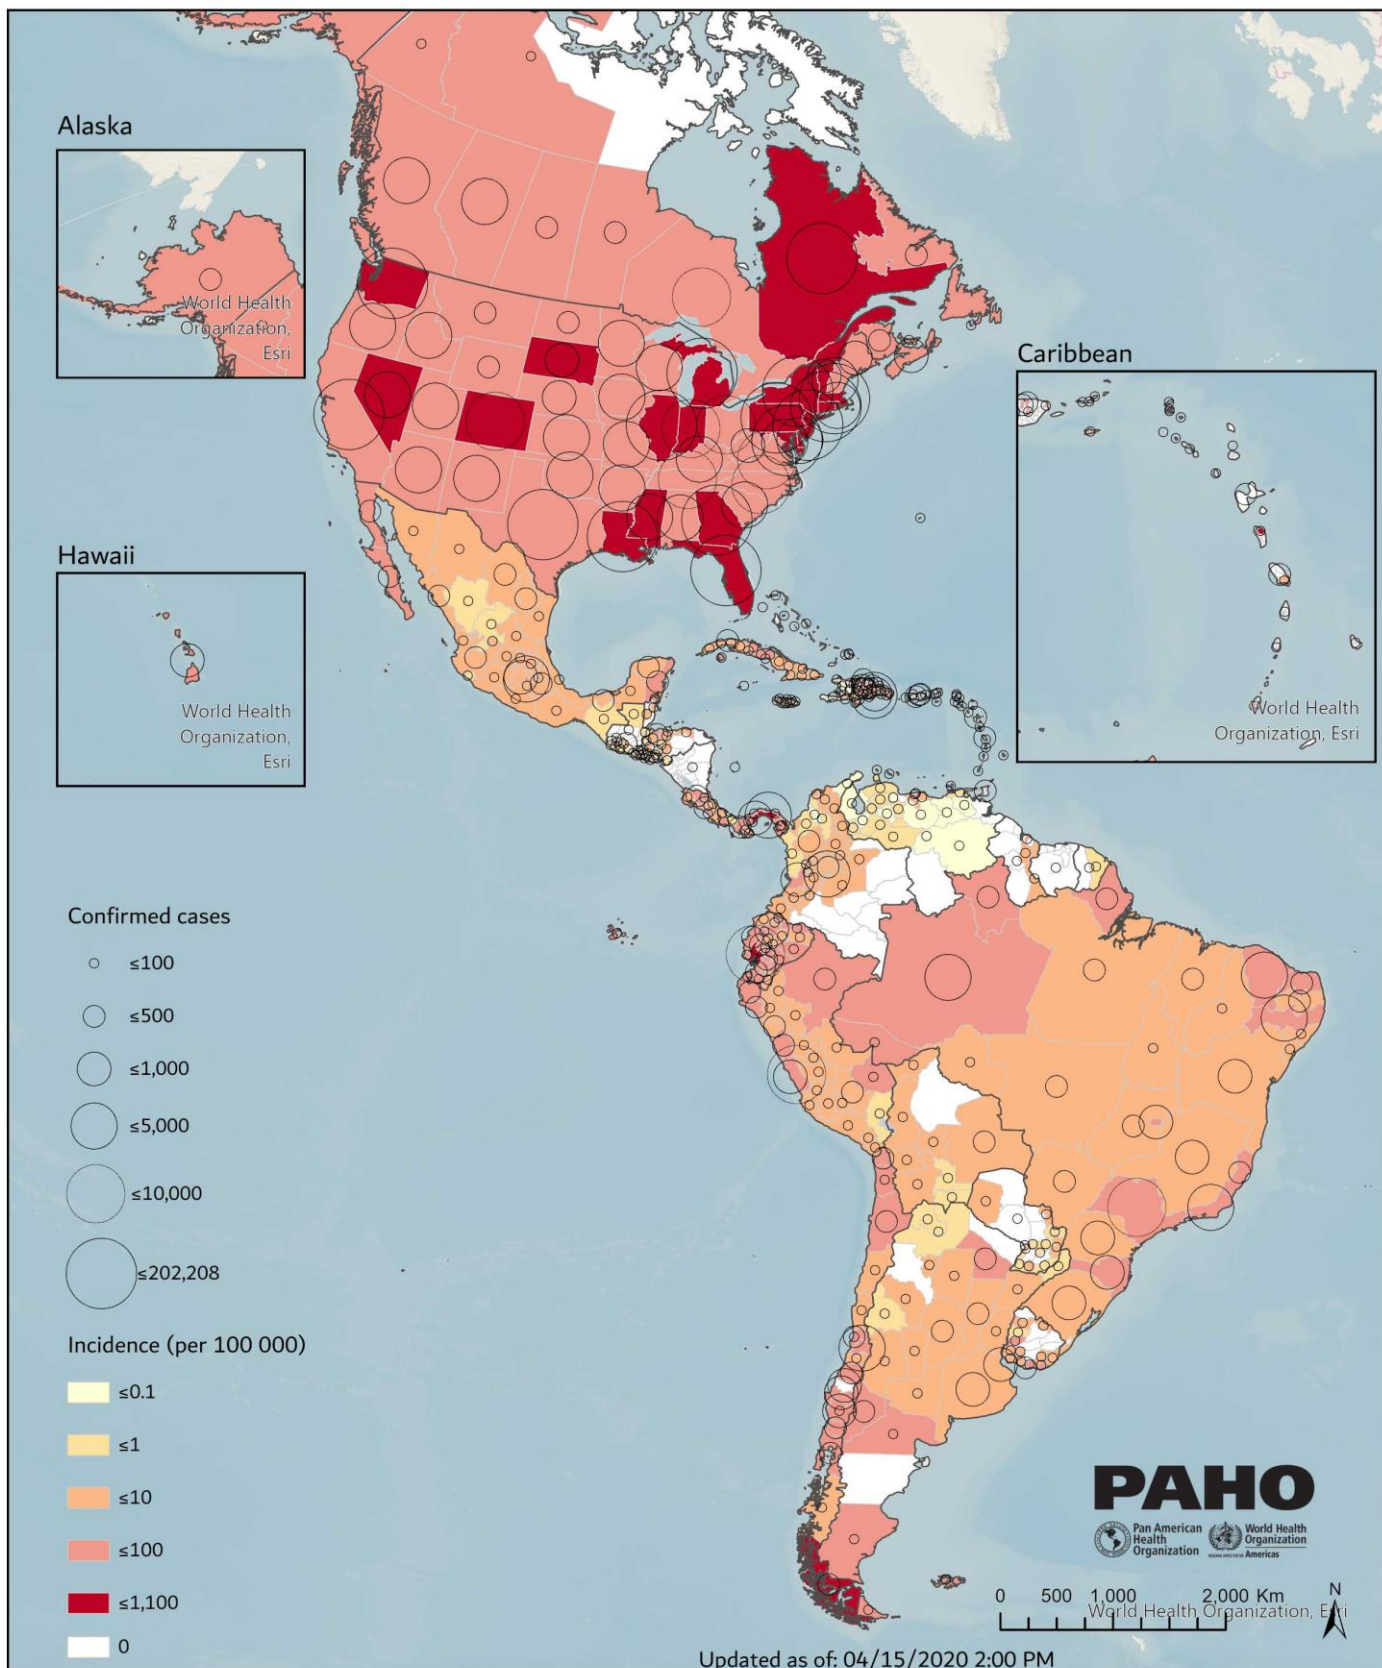 Alaska
World Health
Organization,
Esri
Caribbean
World Health
Organization, Esri
Hawaii
World Health
Organization,
Esri
Confirmed cases
≤100
≤500
≤1,000
≤5,000
≤10,000
≤202,208
Incidence (per 100 000)
≤0.1
≤1
≤10
≤100
≤1,100
0
PAHO
Pan American
Health
Organization
World Health
Organization
Americas
0 500 1,000 2,000 Km
N
World Health Organization, Esri
Updated as of: 04/15/2020 2:00 PM